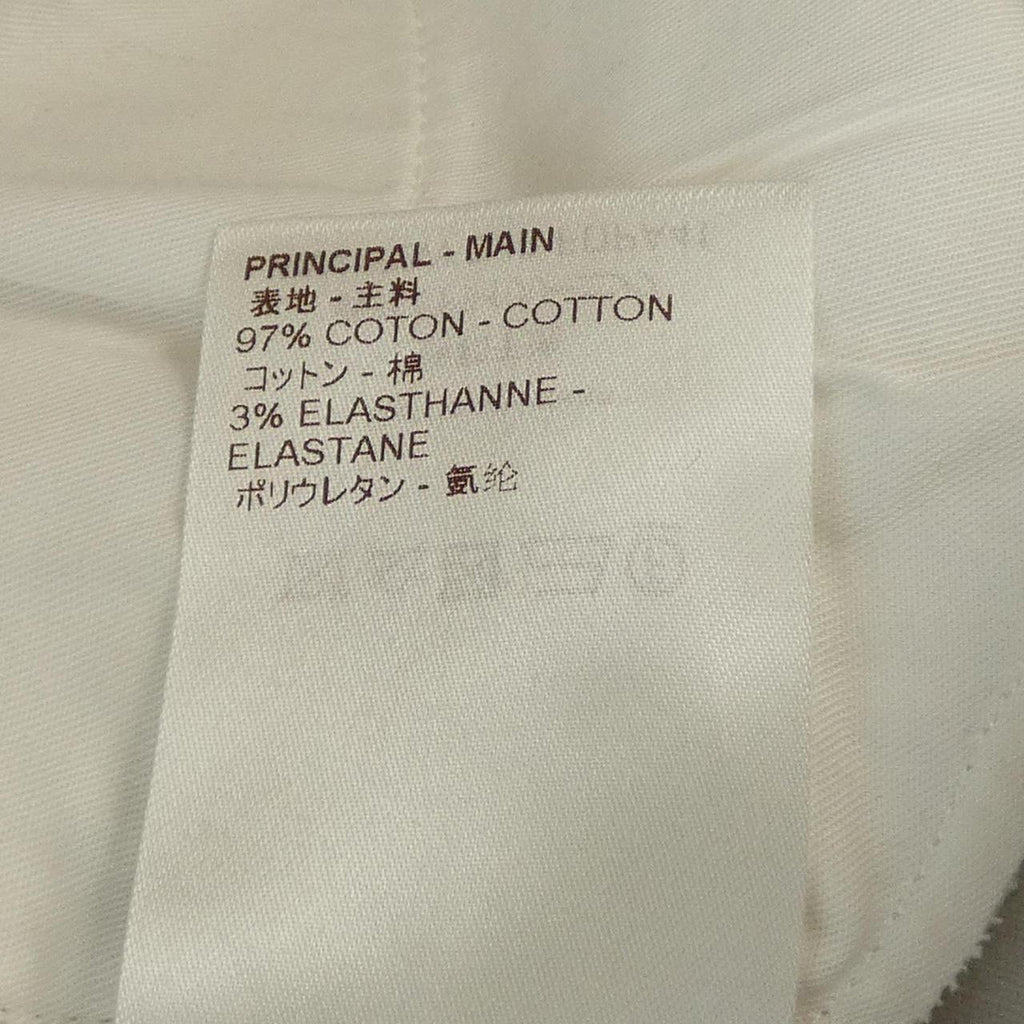 PRINCIPAL - MAIN
表地 - 主料
97% COTON - COTTON
コットン - 棉
3% ELASTHANNE -
ELASTANE
ポリウレタン - 氨纶